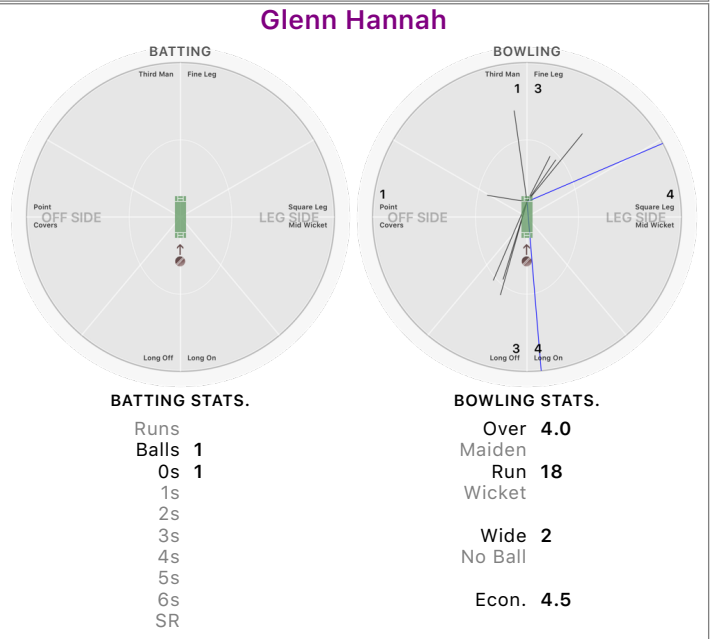 Glenn Hannah
BATTING
Third Man Fine Leg
Point
OFF SIDE
Covers
Square Leg
LEG SIDE
Mid Wicket
Long Off Long On
BOWLING
Third Man Fine Leg
1 3
1
Point
OFF SIDE
Covers
4
Square Leg
LEG SIDE
Mid Wicket
3 4
Long Off Long On
BATTING STATS.
Runs
Balls 1
0s 1
1s
2s
3s
4s
5s
6s
SR
BOWLING STATS.
Over 4.0
Maiden
Run 18
Wicket
Wide 2
No Ball
Econ. 4.5